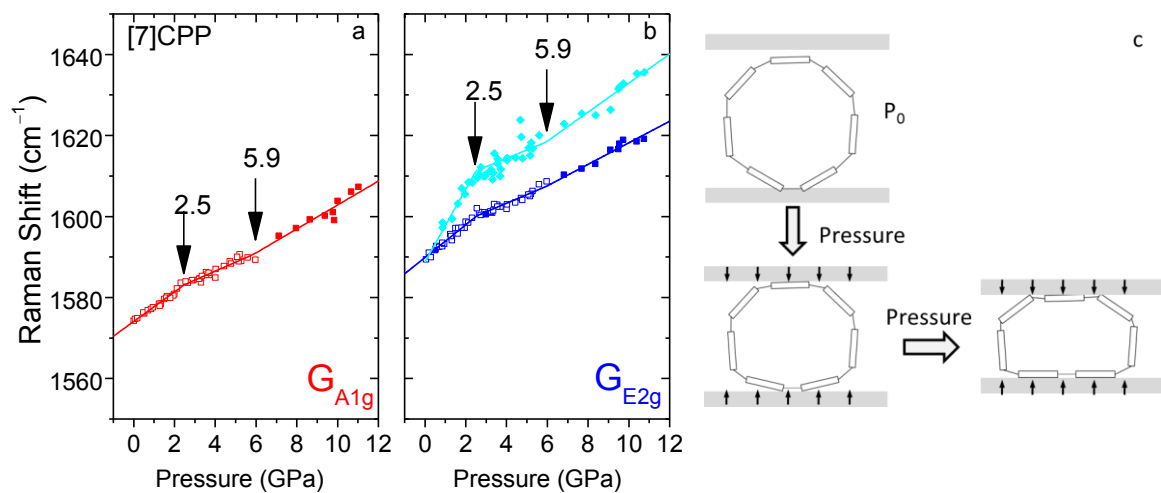 [7]CPP
a
b
c
1640
1620
1600
1580
1560
Raman Shift (cm⁻¹)
2.5
5.9
G_A1g
0 2 4 6 8 10 12
Pressure (GPa)
2.5
5.9
G_E2g
0 2 4 6 8 10 12
Pressure (GPa)
P₀
Pressure
Pressure